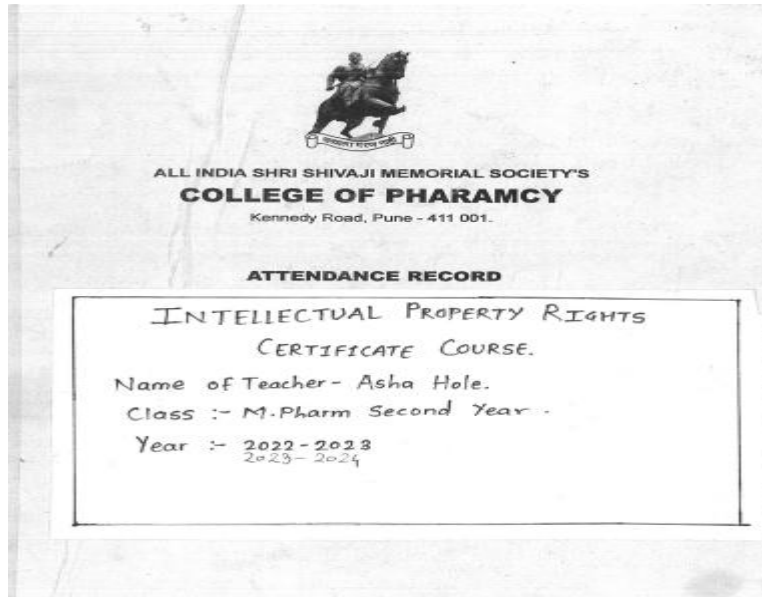 ALL INDIA SHRI SHIVAJI MEMORIAL SOCIETY'S
COLLEGE OF PHARAMCY
Kennedy Road, Pune - 411 001.
ATTENDANCE RECORD
INTELLECTUAL PROPERTY RIGHTS
CERTIFICATE COURSE.
Name of Teacher - Asha Hole.
Class :- M.Pharm Second Year.
Year :- 2022-2023
2023-2024